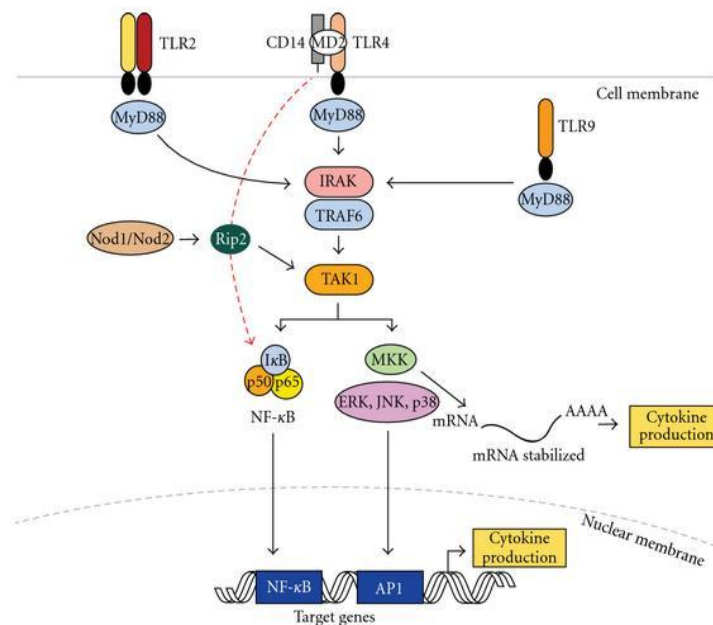 TLR2
CD14
MD2
TLR4
Cell membrane
MyD88
MyD88
TLR9
IRAK
MyD88
TRAF6
Nod1/Nod2
Rip2
TAK1
IκB
p50
p65
NF-κB
MKK
ERK, JNK, p38
mRNA
AAAA
mRNA stabilized
Cytokine
production
Nuclear membrane
Cytokine
production
NF-κB
AP1
Target genes